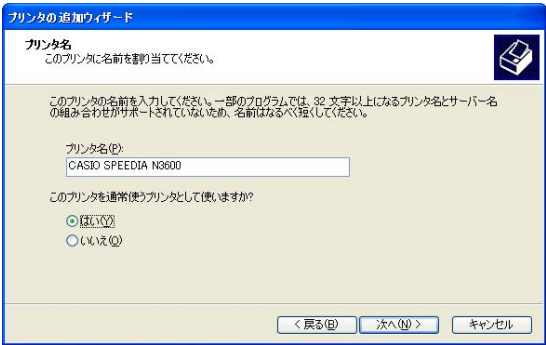 プリンタの追加ウィザード
プリンタ名
このプリンタに名前を割り当ててください。
このプリンタの名前を入力してください。一部のプログラムでは、32 文字以上になるプリンタ名とサーバー名
の組み合わせがサポートされていないため、名前はなるべく短くしてください。
プリンタ名(P):
CASIO SPEEDIA N3600
このプリンタを通常使うプリンタとして使いますか?
はい(Y)
いいえ(O)
< 戻る(B) 次へ(N) > キャンセル